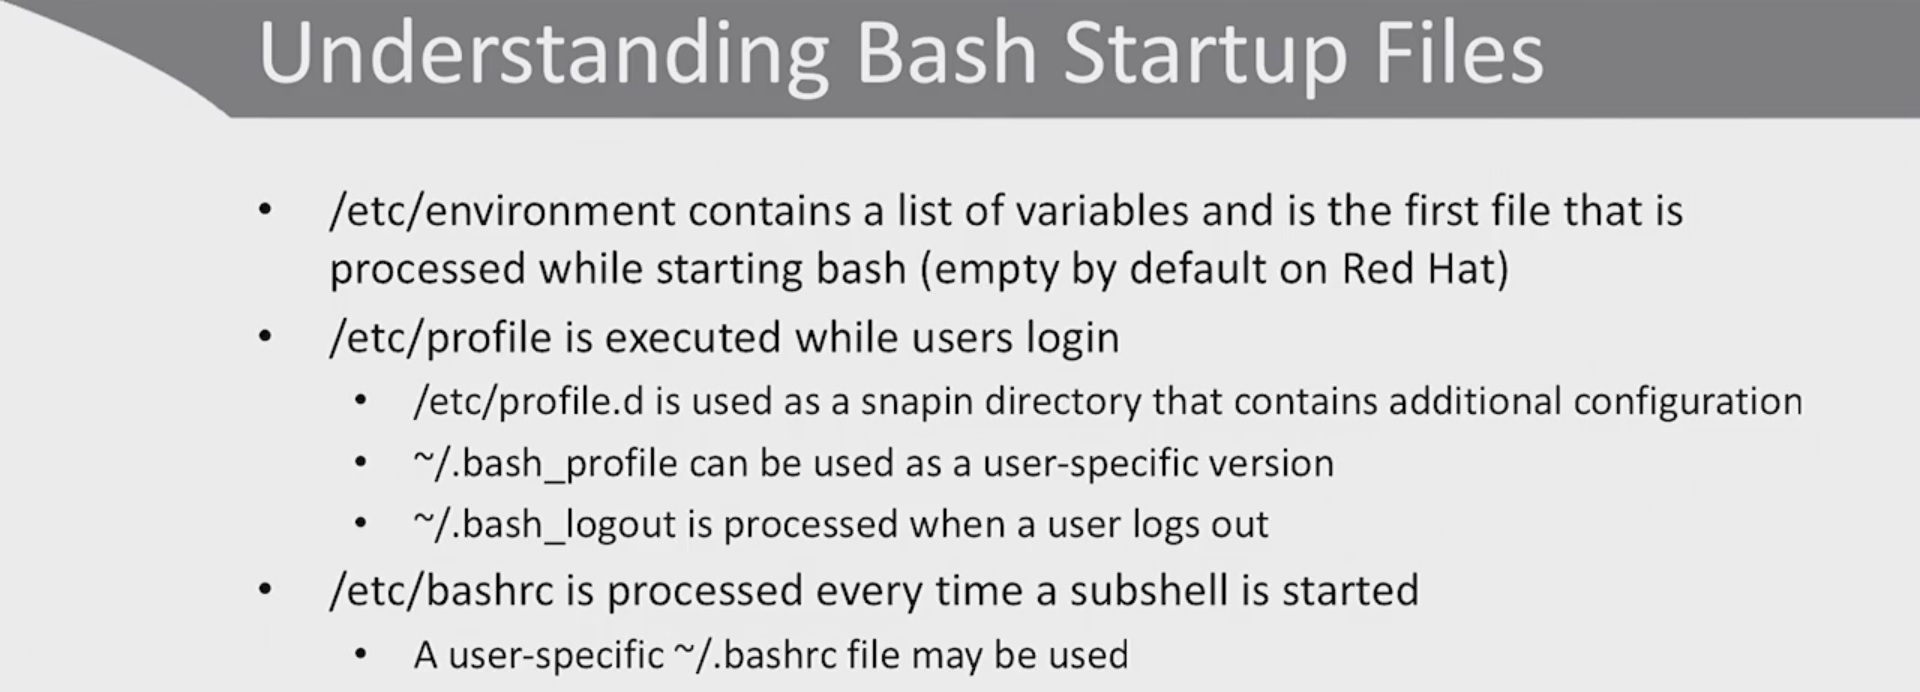 Understanding Bash Startup Files
• /etc/environment contains a list of variables and is the first file that is
processed while starting bash (empty by default on Red Hat)
• /etc/profile is executed while users login
• /etc/profile.d is used as a snapin directory that contains additional configuration
• ~/.bash_profile can be used as a user-specific version
• ~/.bash_logout is processed when a user logs out
• /etc/bashrc is processed every time a subshell is started
• A user-specific ~/.bashrc file may be used